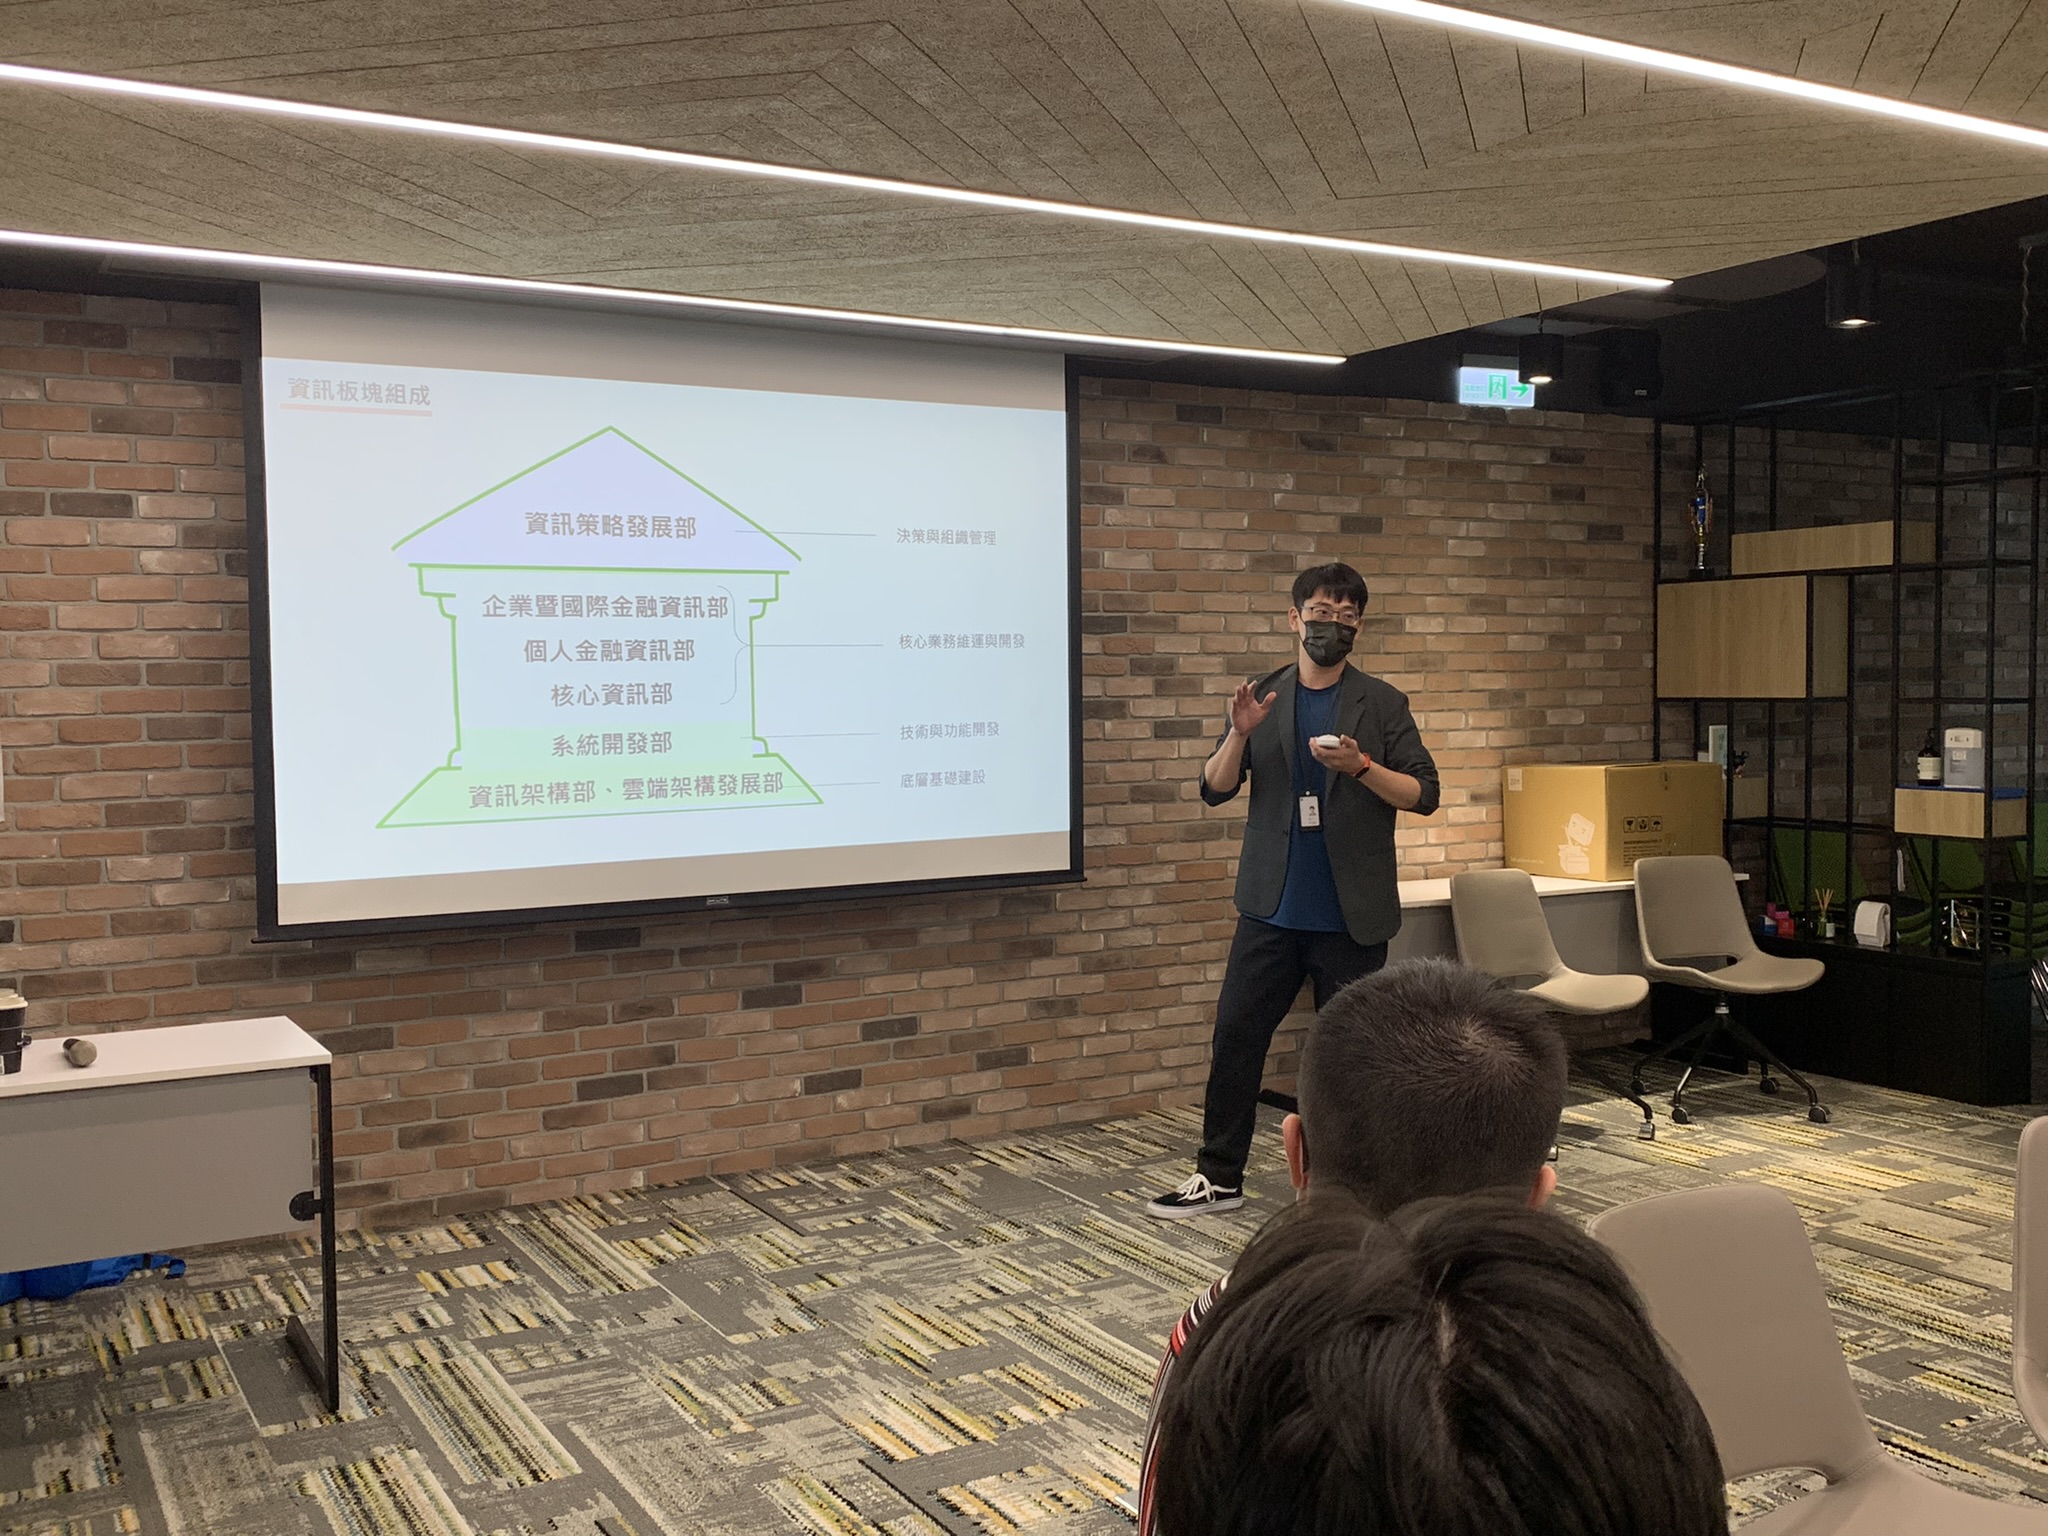 資訊板塊組成
資訊策略發展部
決策與組織管理
企業暨國際金融資訊部
個人金融資訊部
核心資訊部
核心業務維運與開發
系統開發部
技術與功能開發
資訊架構部、雲端架構發展部
底層基礎建設